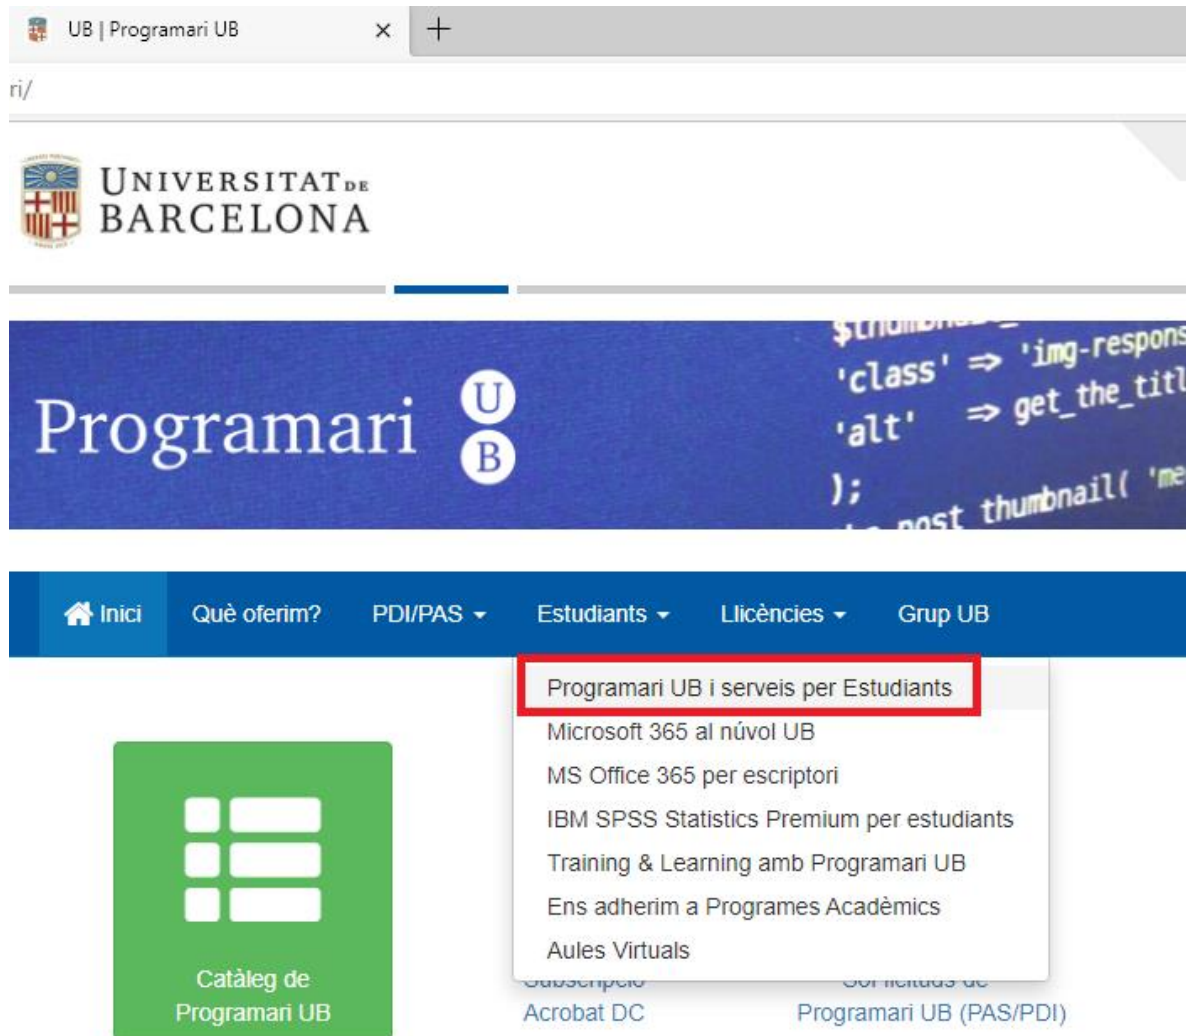 UB | Programari UB
ri/
UNIVERSITAT DE
BARCELONA
Programari U B
'class' => 'img-respons
'alt' => get_the_titl
);
post thumbnail( 'me
Inici Què oferim? PDI/PAS Estudiants Llicències Grup UB
Programari UB i serveis per Estudiants
Microsoft 365 al núvol UB
MS Office 365 per escriptori
IBM SPSS Statistics Premium per estudiants
Training & Learning amb Programari UB
Ens adherim a Programes Acadèmics
Aules Virtuals
Catàleg de
Programari UB
Acrobat DC
Programari UB (PAS/PDI)